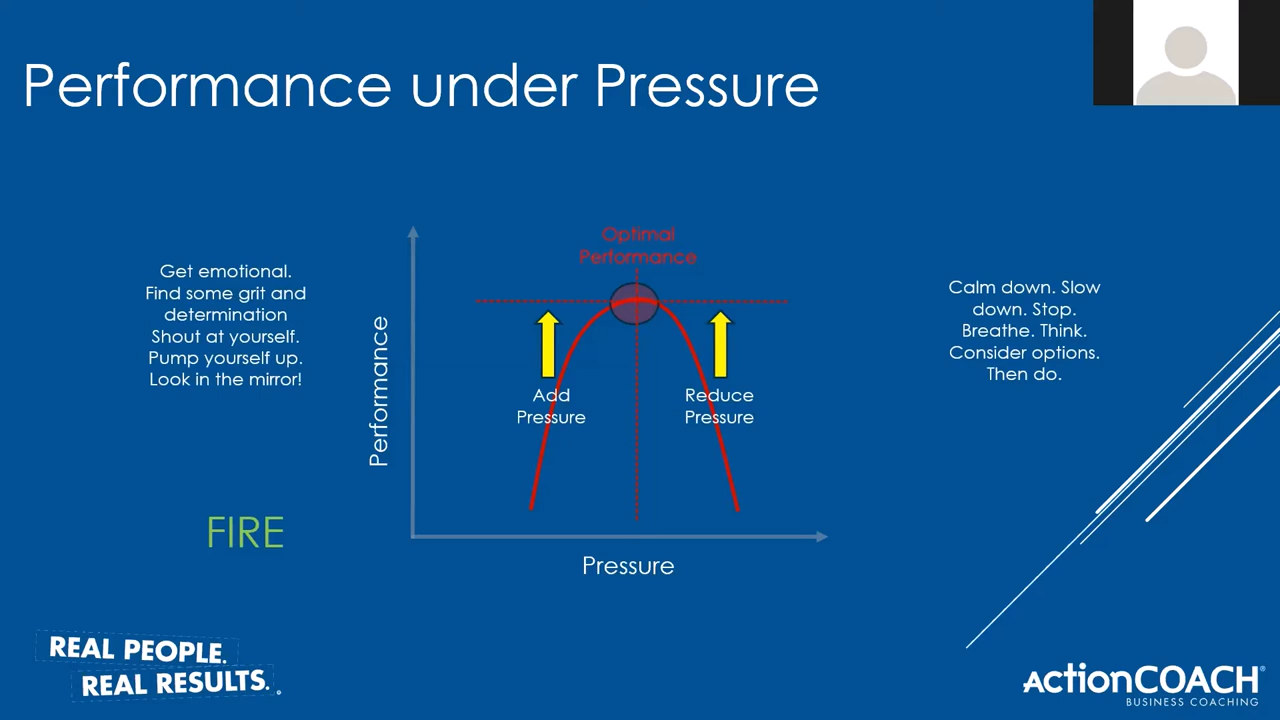 Performance under Pressure
Get emotional.
Find some grit and
determination
Shout at yourself.
Pump yourself up.
Look in the mirror!
FIRE
Performance
Optimal
Performance
Add
Pressure
Reduce
Pressure
Pressure
Calm down. Slow
down. Stop.
Breathe. Think.
Consider options.
Then do.
REAL PEOPLE.
REAL RESULTS.
ActionCOACH
BUSINESS COACHING